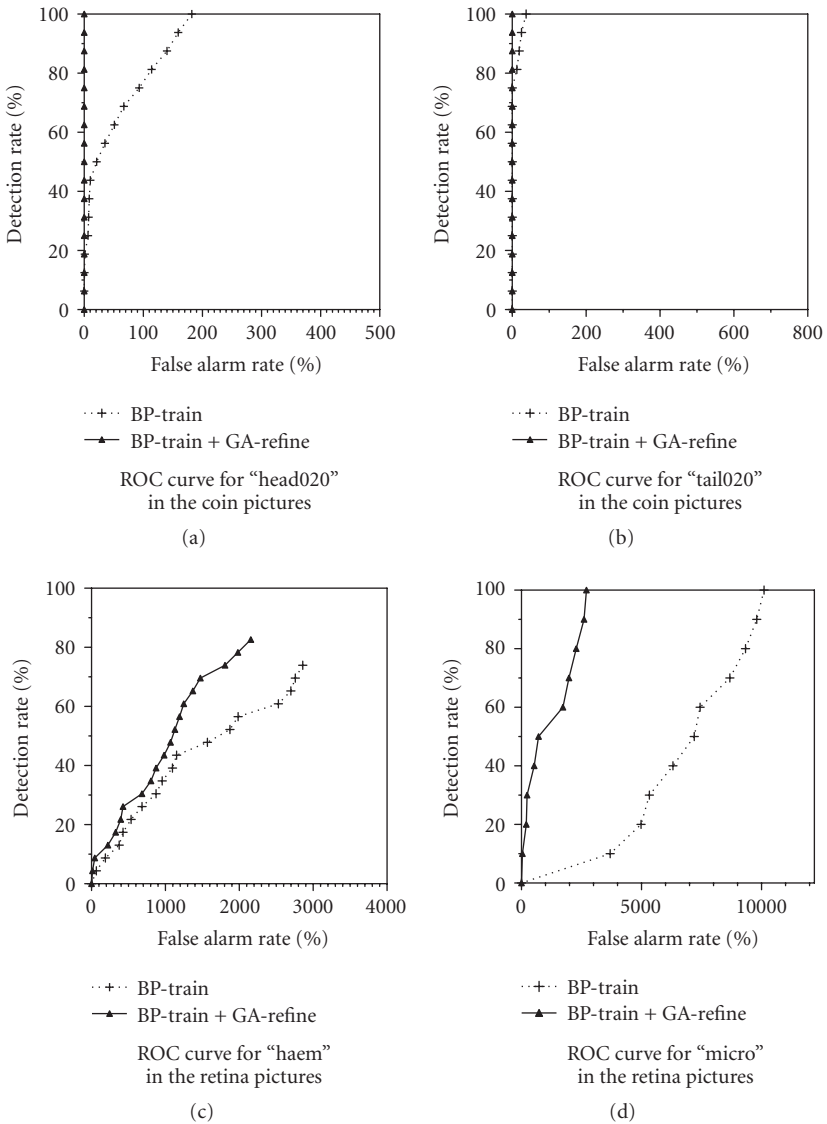 100
80
60
40
20
0
Detection rate (%)
0 100 200 300 400 500
False alarm rate (%)
BP-train
BP-train + GA-refine
ROC curve for “head020”
in the coin pictures
(a)
100
80
60
40
20
0
Detection rate (%)
0 200 400 600 800
False alarm rate (%)
BP-train
BP-train + GA-refine
ROC curve for “tail020”
in the coin pictures
(b)
100
80
60
40
20
0
Detection rate (%)
0 1000 2000 3000 4000
False alarm rate (%)
BP-train
BP-train + GA-refine
ROC curve for “haem”
in the retina pictures
(c)
100
80
60
40
20
0
Detection rate (%)
0 5000 10000
False alarm rate (%)
BP-train
BP-train + GA-refine
ROC curve for “micro”
in the retina pictures
(d)